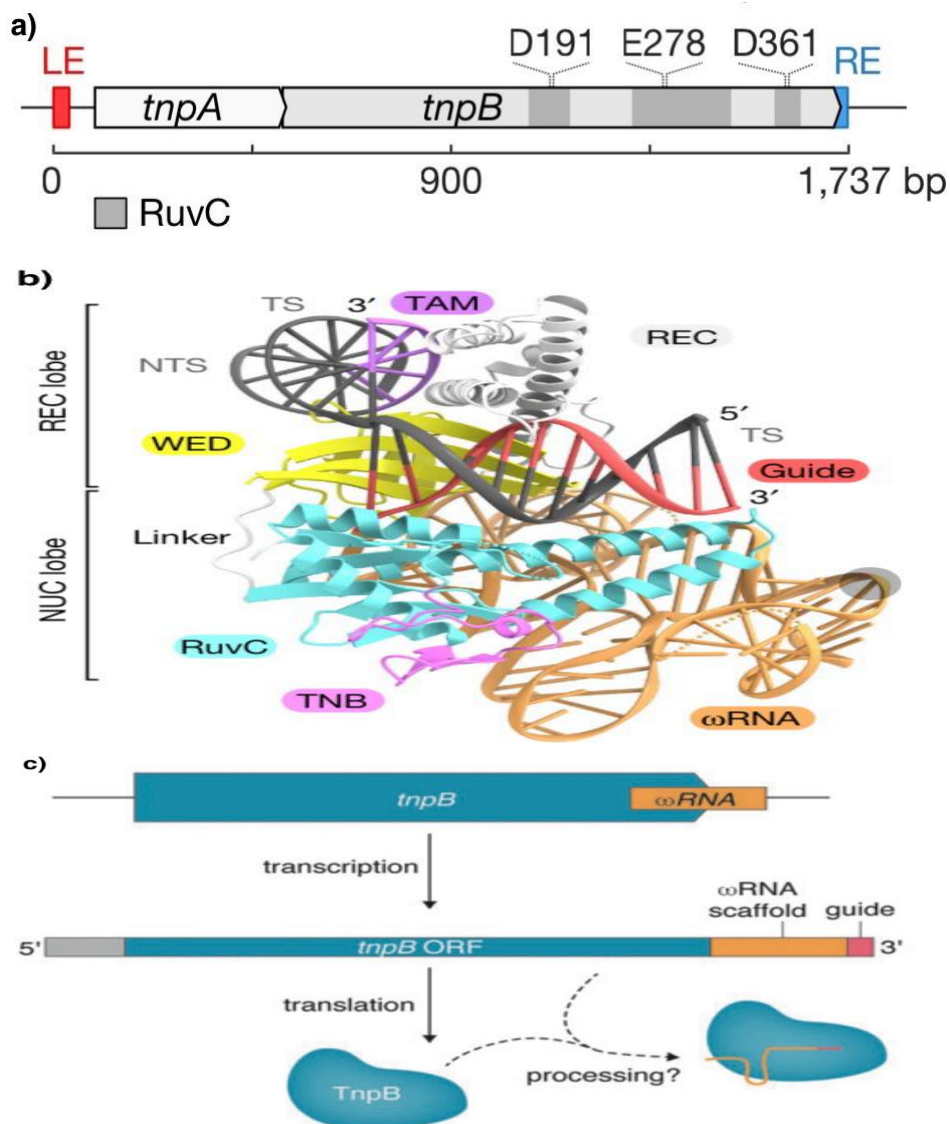 a)
LE
D191 E278 D361
RE
tnpA
tnpB
0
900
1,737 bp
RuvC
b)
TS
3′
TAM
REC
NTS
REC lobe
WED
5′
TS
Guide
3′
Linker
NUC lobe
RuvC
TNB
ωRNA
c)
tnpB
ωRNA
transcription
ωRNA
scaffold
guide
5'
tnpB ORF
3'
translation
TnpB
processing?